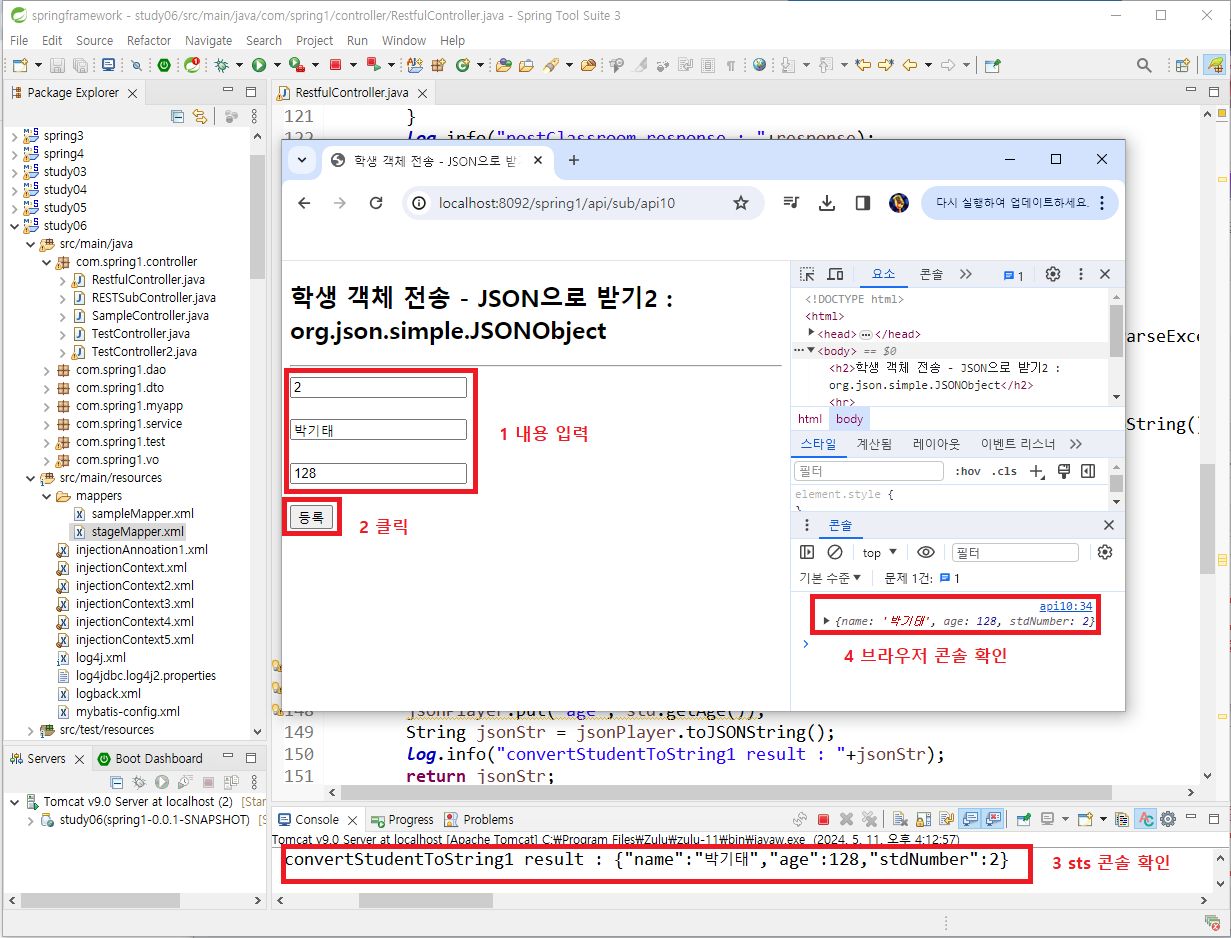 springframework - study06/src/main/java/com/spring1/controller/RestfulController.java - Spring Tool Suite 3
File Edit Source Refactor Navigate Search Project Run Window Help
Package Explorer
spring3
spring4
study03
study04
study05
study06
src/main/java
com.spring1.controller
RestfulController.java
RESTSubController.java
SampleController.java
TestController.java
TestController2.java
com.spring1.dao
com.spring1.dto
com.spring1.myapp
com.spring1.service
com.spring1.test
com.spring1.vo
src/main/resources
mappers
sampleMapper.xml
stageMapper.xml
injectionAnnoation1.xml
injectionContext.xml
injectionContext2.xml
injectionContext3.xml
injectionContext4.xml
injectionContext5.xml
log4j.xml
log4jdbc.log4j2.properties
logback.xml
mybatis-config.xml
src/test/resources
Servers Boot Dashboard
Tomcat v9.0 Server at localhost (2) [Star
study06(spring1-0.0.1-SNAPSHOT) [S
RestfulController.java
121 }
122 log.info("postClassroom response : "+response);
학생 객체 전송 - JSON으로 받
localhost:8092/spring1/api/sub/api10
다시 실행하여 업데이트하세요.
학생 객체 전송 - JSON으로 받기2 :
org.json.simple.JSONObject
2
박기태
128
등록
1 내용 입력
2 클릭
요소 콘솔 1
<!DOCTYPE html>
<html>
<head> </head>
<body> == $0
<h2>학생 객체 전송 - JSON으로 받기2 :
org.json.simple.JSONObject</h2>
<hr>
html body
스타일 계산됨 레이아웃 이벤트 리스너
필터 :hov .cls
element.style {
}
콘솔
top 필터
기본 수준 문제 1건: 1
api10:34
{name: '박기태', age: 128, stdNumber: 2}
4 브라우저 콘솔 확인
arseExce
String()
148 jsonPlayer.put("age", std.getAge());
149 String jsonStr = jsonPlayer.toJSONString();
150 log.info("convertStudentToString1 result : "+jsonStr);
151 return jsonStr;
Console Progress Problems
Tomcat v9.0 Server at localhost [Apache Tomcat] C:₩Program Files₩Zulu₩zulu-11₩bin₩javaw.exe (2024. 5. 11. 오후 4:12:57)
convertStudentToString1 result : {"name":"박기태","age":128,"stdNumber":2}
3 sts 콘솔 확인